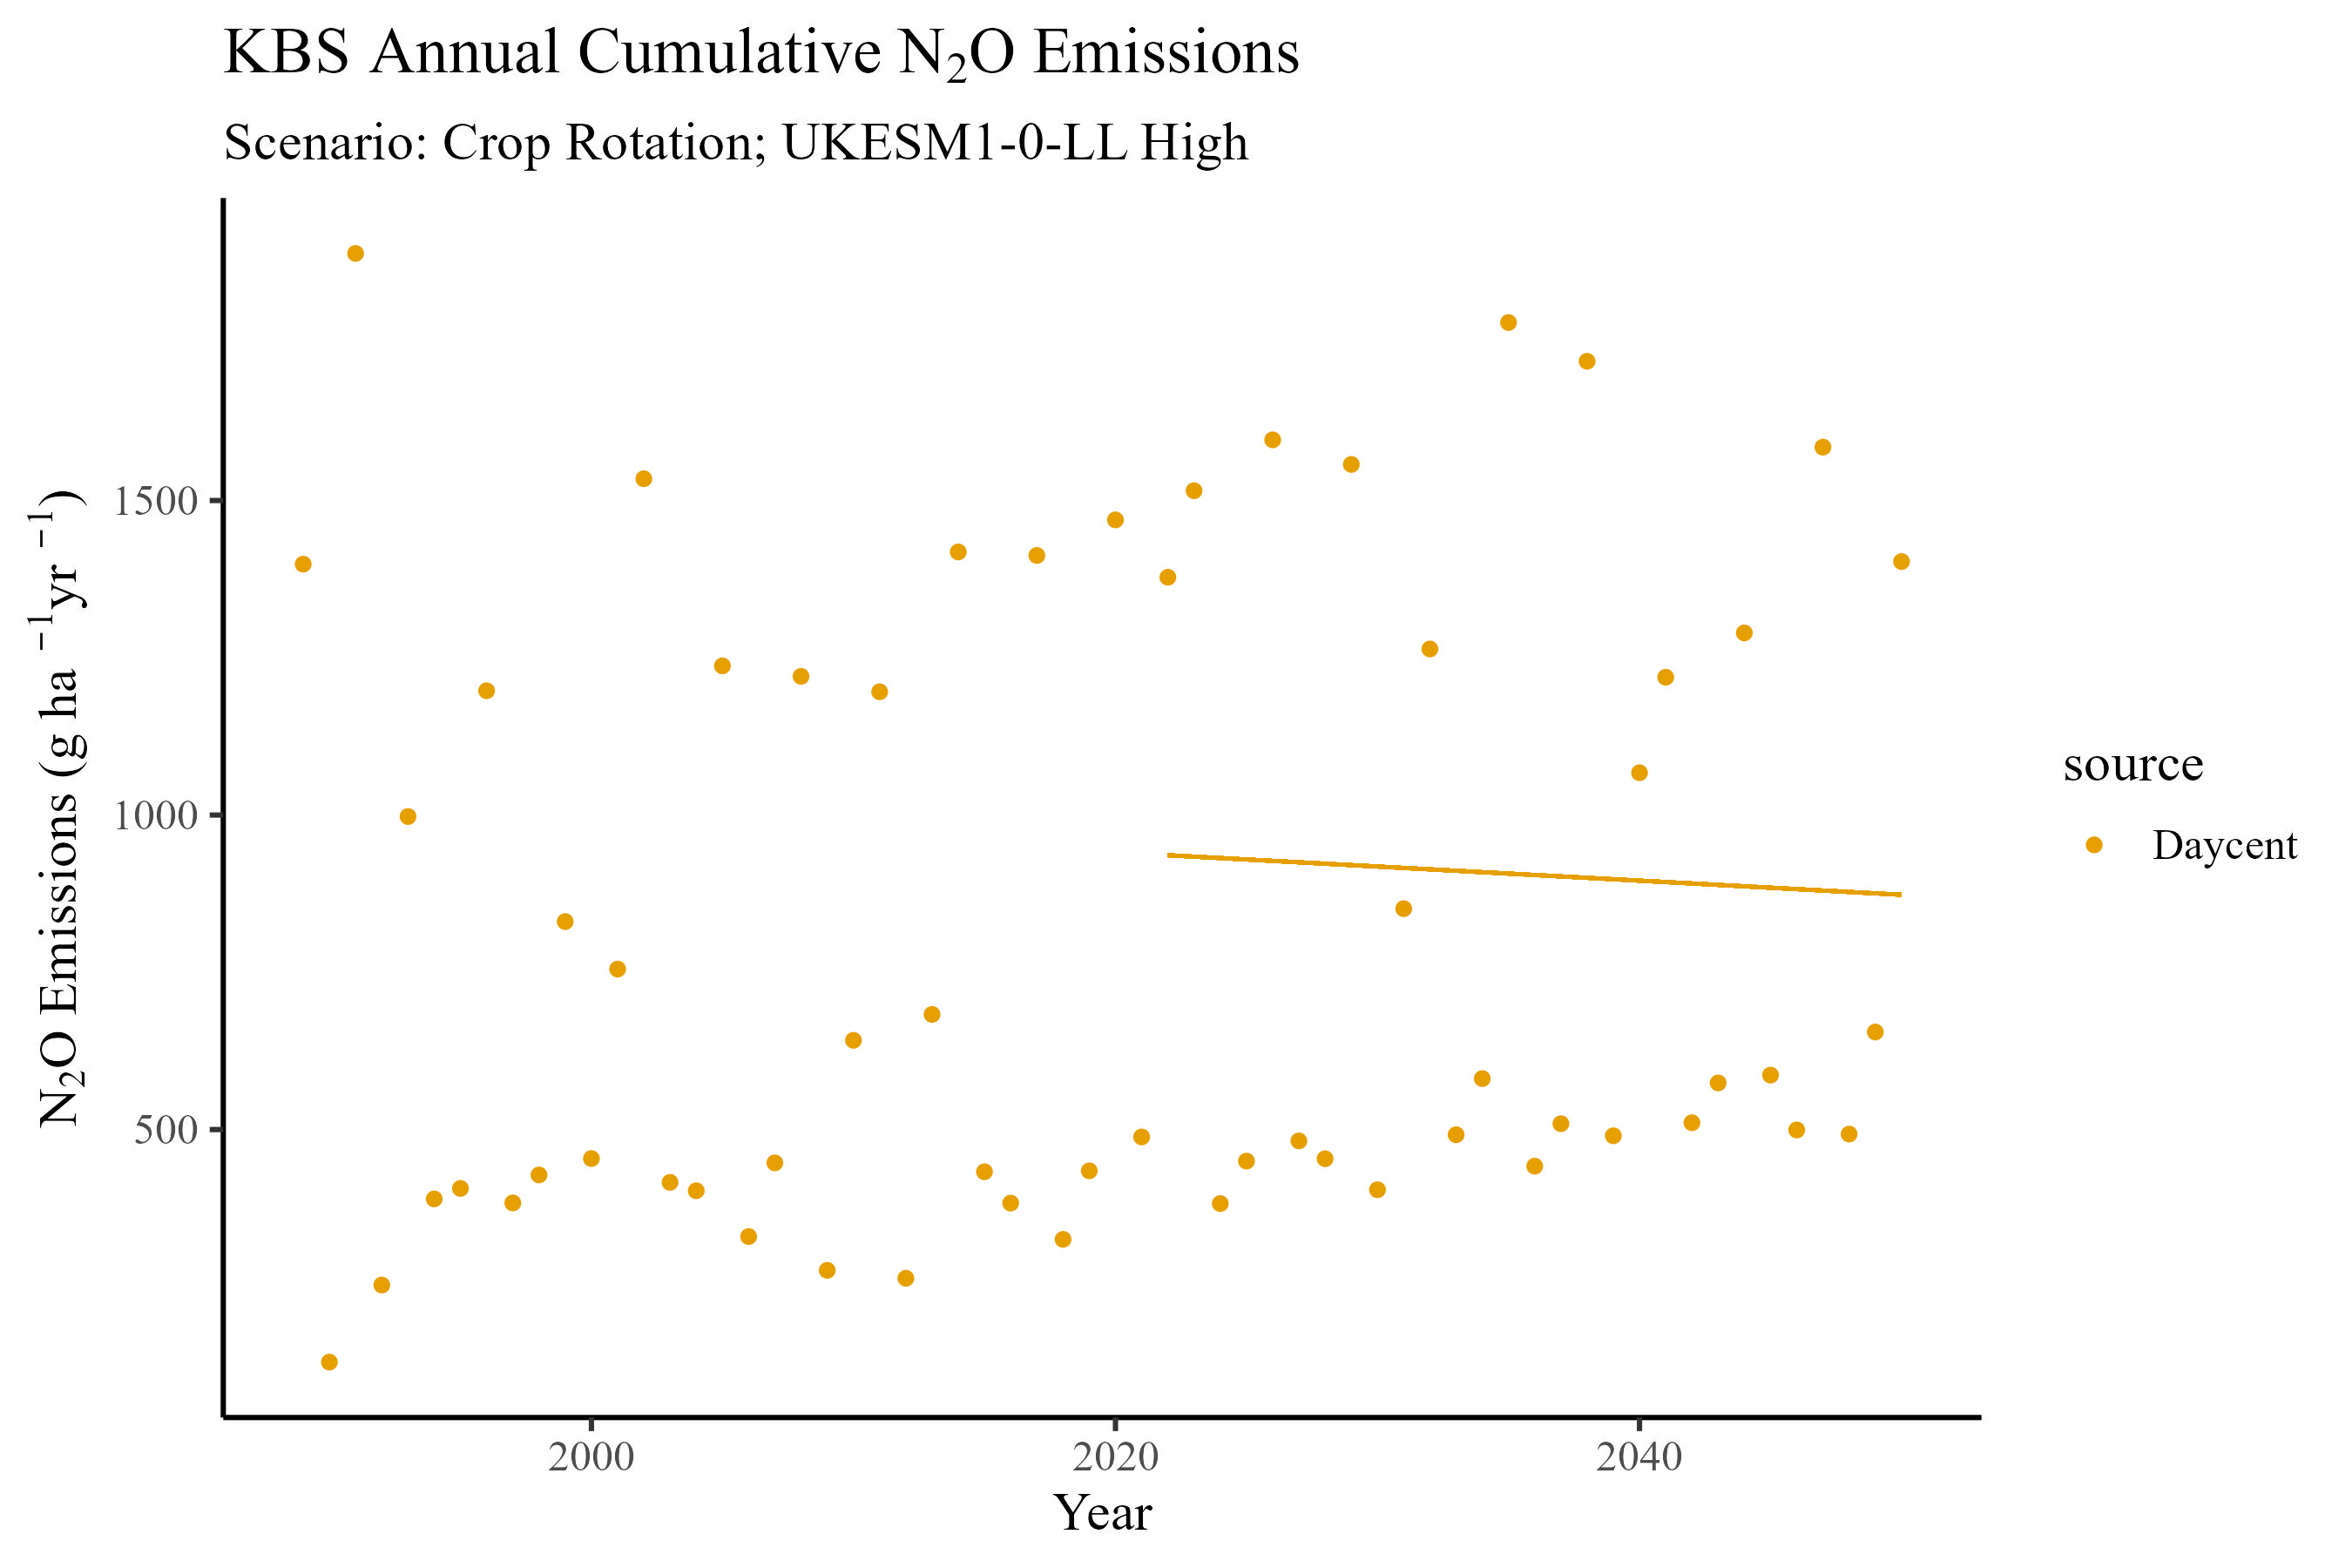 KBS Annual Cumulative N₂O Emissions
Scenario: Crop Rotation; UKESM1-0-LL High
N₂O Emissions (g ha ⁻¹yr ⁻¹)
1500
1000
500
2000 2020 2040
Year
source
Daycent